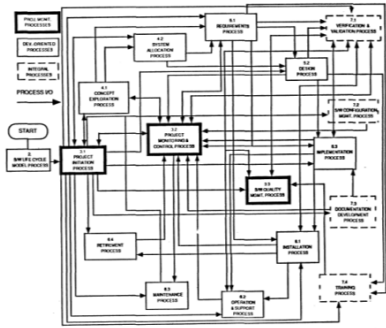 PROJ. MGMT.
PROCESSES
DEV.-ORIENTED
PROCESSES
INTEGRAL
PROCESSES
PROCESS I/O
START
S/W LIFE CYCLE
MODEL PROCESS
3.1
PROJECT
INITIATION
PROCESS
4.1
CONCEPT
EXPLORATION
PROCESS
4.2
SYSTEM
ALLOCATION
PROCESS
5.1
REQUIREMENTS
PROCESS
7.1
VERIFICATION &
VALIDATION PROCESS
5.2
DESIGN
PROCESS
3.2
PROJECT
MONITORING &
CONTROL PROCESS
7.2
S/W CONFIGURATION
MGMT. PROCESS
5.3
IMPLEMENTATION
PROCESS
3.3
S/W QUALITY
MGMT. PROCESS
7.3
DOCUMENTATION
DEVELOPMENT
PROCESS
6.4
RETIREMENT
PROCESS
6.1
INSTALLATION
PROCESS
6.3
MAINTENANCE
PROCESS
6.2
OPERATION
& SUPPORT
PROCESS
7.4
TRAINING
PROCESS